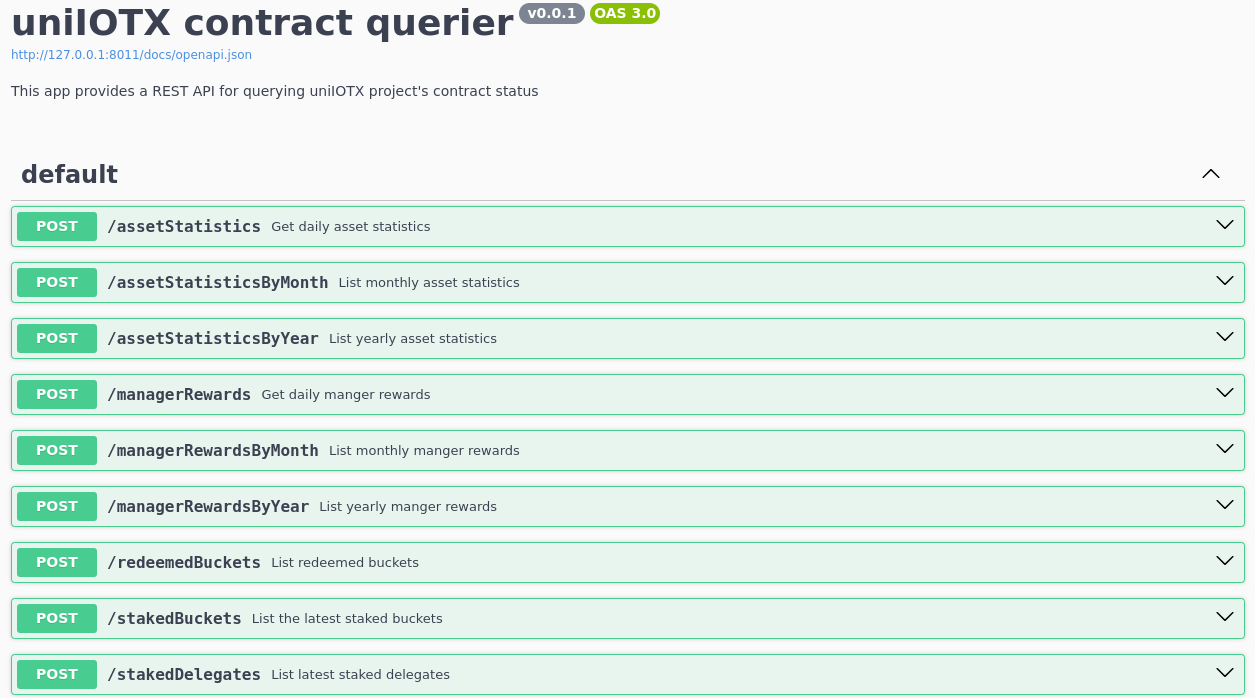 uniIOTX contract querier v0.0.1 OAS 3.0
http://127.0.0.1:8011/docs/openapi.json
This app provides a REST API for querying uniIOTX project's contract status
default
POST /assetStatistics Get daily asset statistics
POST /assetStatisticsByMonth List monthly asset statistics
POST /assetStatisticsByYear List yearly asset statistics
POST /managerRewards Get daily manger rewards
POST /managerRewardsByMonth List monthly manger rewards
POST /managerRewardsByYear List yearly manger rewards
POST /redeemedBuckets List redeemed buckets
POST /stakedBuckets List the latest staked buckets
POST /stakedDelegates List latest staked delegates